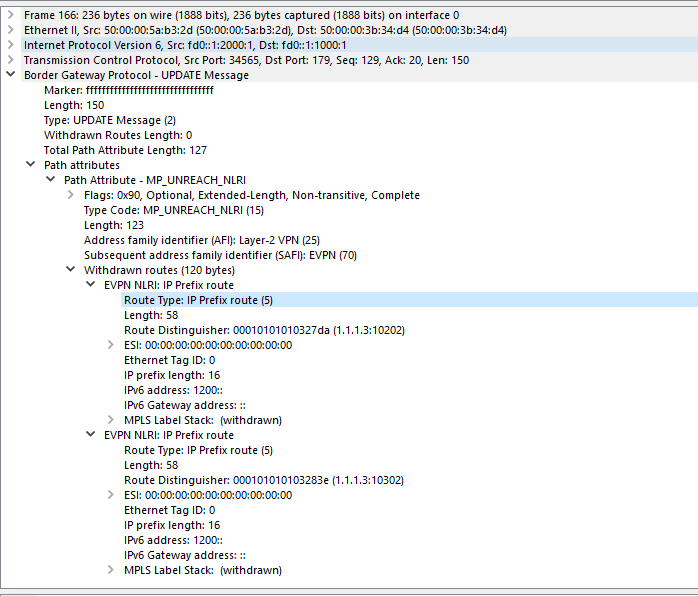 Frame 166: 236 bytes on wire (1888 bits), 236 bytes captured (1888 bits) on interface 0
Ethernet II, Src: 50:00:00:5a:b3:2d (50:00:00:5a:b3:2d), Dst: 50:00:00:3b:34:d4 (50:00:00:3b:34:d4)
Internet Protocol Version 6, Src: fd0::1:2000:1, Dst: fd0::1:1000:1
Transmission Control Protocol, Src Port: 34565, Dst Port: 179, Seq: 129, Ack: 20, Len: 150
Border Gateway Protocol - UPDATE Message
Marker: ffffffffffffffffffffffffffffffff
Length: 150
Type: UPDATE Message (2)
Withdrawn Routes Length: 0
Total Path Attribute Length: 127
Path attributes
Path Attribute - MP_UNREACH_NLRI
Flags: 0x90, Optional, Extended-Length, Non-transitive, Complete
Type Code: MP_UNREACH_NLRI (15)
Length: 123
Address family identifier (AFI): Layer-2 VPN (25)
Subsequent address family identifier (SAFI): EVPN (70)
Withdrawn routes (120 bytes)
EVPN NLRI: IP Prefix route
Route Type: IP Prefix route (5)
Length: 58
Route Distinguisher: 00010101010327da (1.1.1.3:10202)
ESI: 00:00:00:00:00:00:00:00:00:00
Ethernet Tag ID: 0
IP prefix length: 16
IPv6 address: 1200::
IPv6 Gateway address: ::
MPLS Label Stack:  (withdrawn)
EVPN NLRI: IP Prefix route
Route Type: IP Prefix route (5)
Length: 58
Route Distinguisher: 000101010103283e (1.1.1.3:10302)
ESI: 00:00:00:00:00:00:00:00:00:00
Ethernet Tag ID: 0
IP prefix length: 16
IPv6 address: 1200::
IPv6 Gateway address: ::
MPLS Label Stack:  (withdrawn)